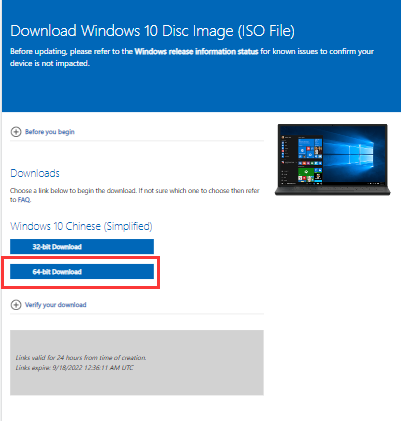 Download Windows 10 Disc Image (ISO File)
Before updating, please refer to the Windows release information status for known issues to confirm your
device is not impacted.
Before you begin
Downloads
Choose a link below to begin the download. If not sure which one to choose then refer
to FAQ.
Windows 10 Chinese (Simplified)
32-bit Download
64-bit Download
Verify your download
Links valid for 24 hours from time of creation.
Links expire: 9/18/2022 12:36:11 AM UTC